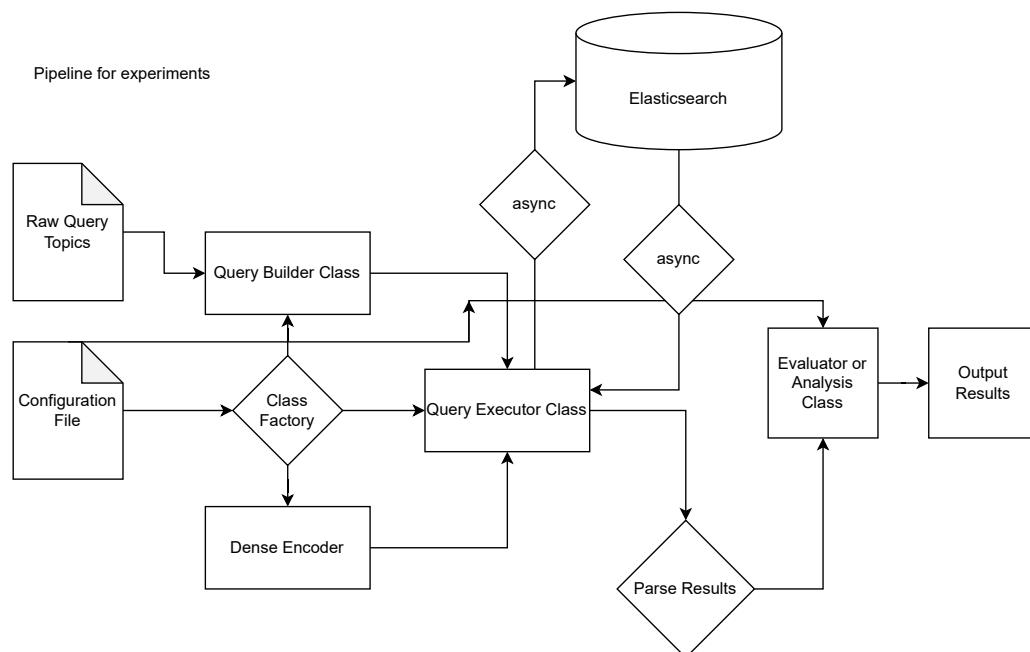 Pipeline for experiments
Elasticsearch
async
async
Raw Query
Topics
Query Builder Class
Configuration
File
Class
Factory
Query Executor Class
Evaluator or
Analysis
Class
Output
Results
Dense Encoder
Parse Results